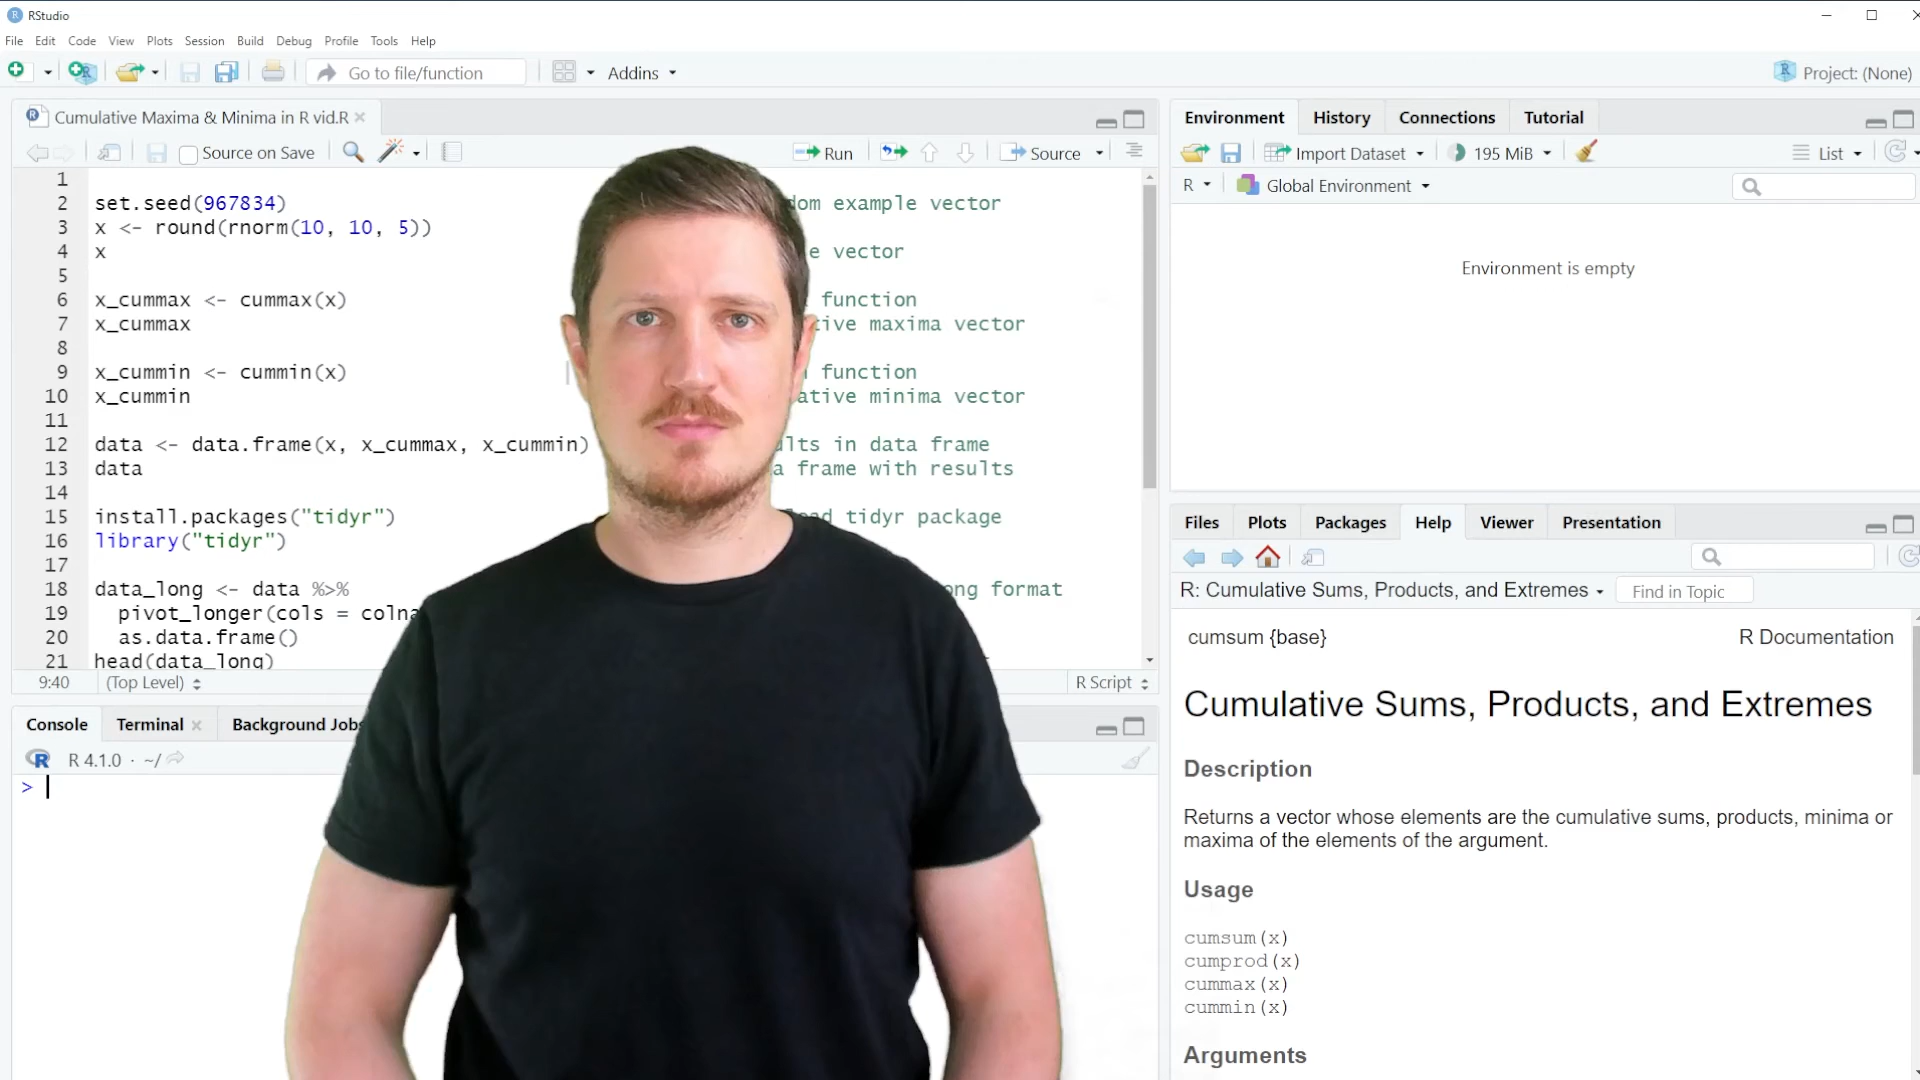 RStudio
File Edit Code View Plots Session Build Debug Profile Tools Help
Go to file/function Addins Project: (None)
Cumulative Maxima & Minima in R vid.R
Source on Save Run Source
1
2 set.seed(967834) dom example vector
3 x <- round(rnorm(10, 10, 5))
4 x e vector
5
6 x_cummax <- cummax(x) function
7 x_cummax tive maxima vector
8
9 x_cummin <- cummin(x) function
10 x_cummin ative minima vector
11
12 data <- data.frame(x, x_cummax, x_cummin) ults in data frame
13 data a frame with results
14
15 install.packages("tidyr") oad tidyr package
16 library("tidyr")
17
18 data_long <- data %>% ong format
19 pivot_longer(cols = colna
20 as.data.frame()
21 head(data_long)
9:40 (Top Level) R Script
Console Terminal Background Jobs
R 4.1.0 · ~/
>
Environment History Connections Tutorial
Import Dataset 195 MiB List
R Global Environment
Environment is empty
Files Plots Packages Help Viewer Presentation
R: Cumulative Sums, Products, and Extremes Find in Topic
cumsum {base} R Documentation
Cumulative Sums, Products, and Extremes
Description
Returns a vector whose elements are the cumulative sums, products, minima or
maxima of the elements of the argument.
Usage
cumsum(x)
cumprod(x)
cummax(x)
cummin(x)
Arguments